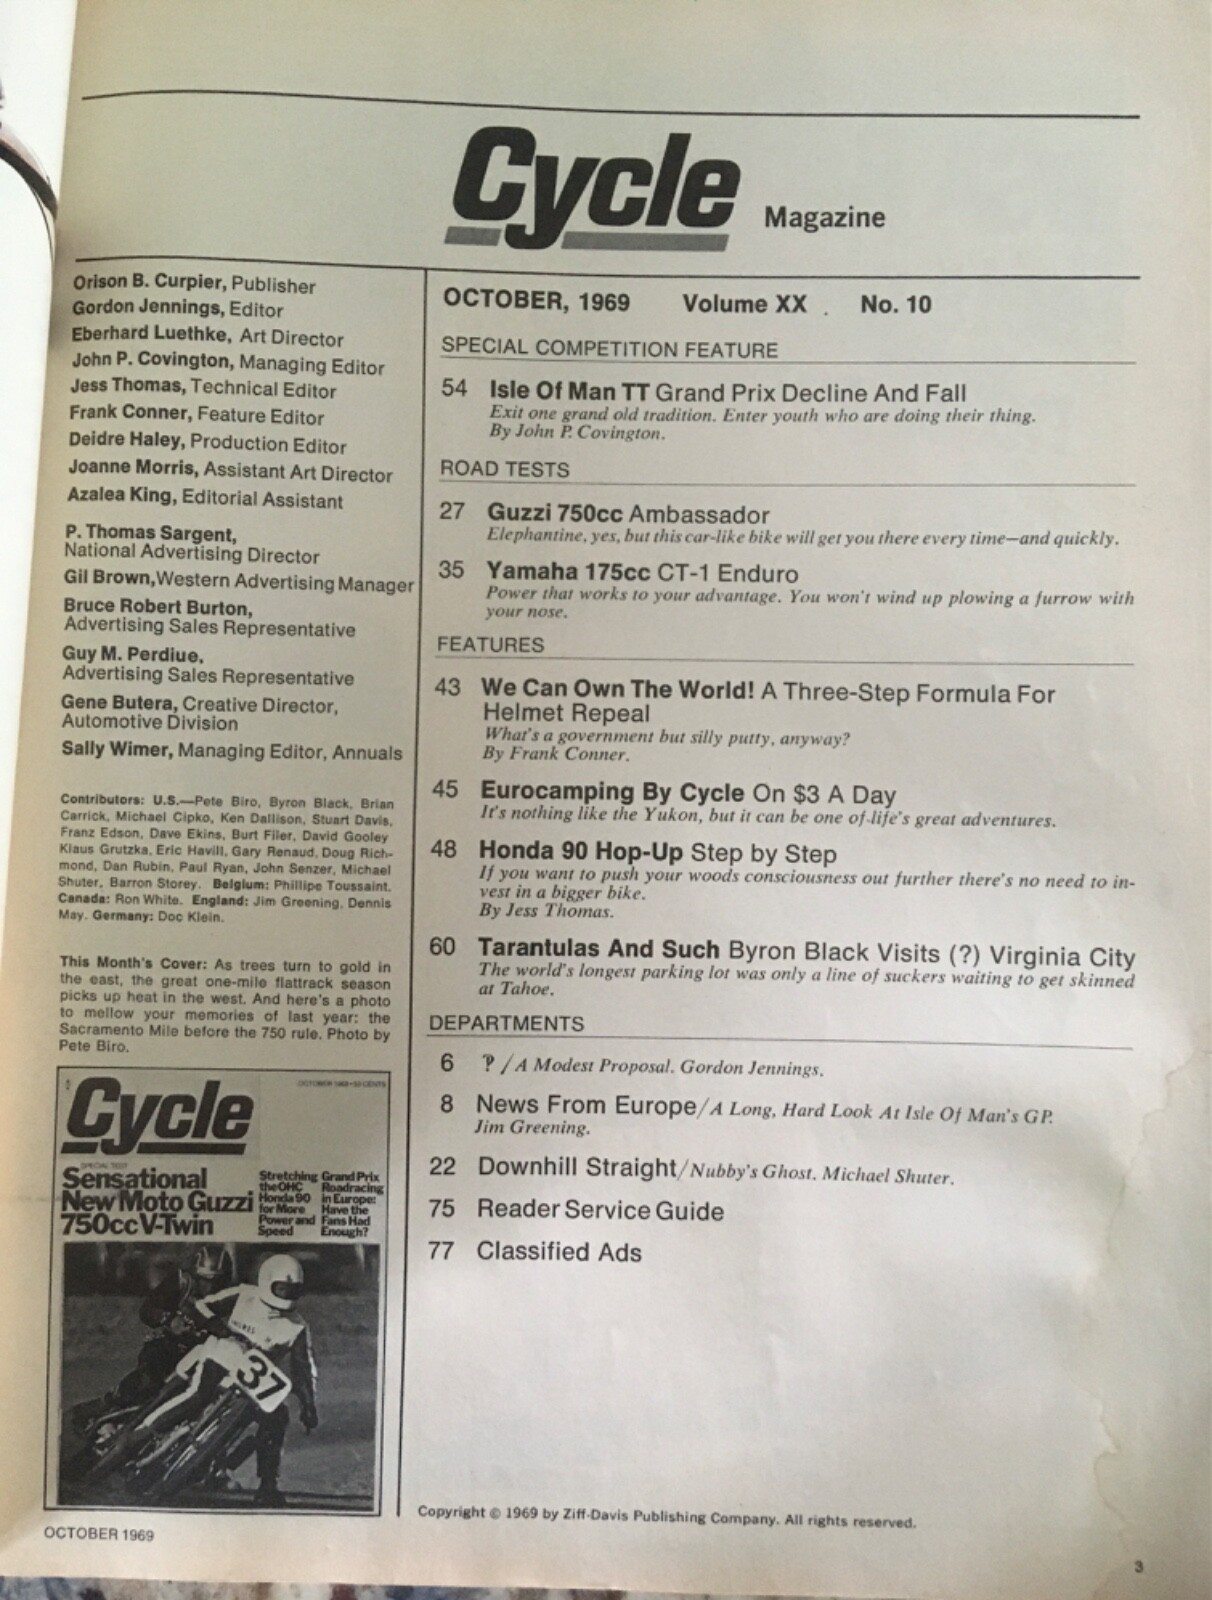 Cycle Magazine
Orison B. Curpier, Publisher
Gordon Jennings, Editor
Eberhard Luethke, Art Director
John P. Covington, Managing Editor
Jess Thomas, Technical Editor
Frank Conner, Feature Editor
Deidre Haley, Production Editor
Joanne Morris, Assistant Art Director
Azalea King, Editorial Assistant
P. Thomas Sargent,
National Advertising Director
Gil Brown, Western Advertising Manager
Bruce Robert Burton,
Advertising Sales Representative
Guy M. Perdiue,
Advertising Sales Representative
Gene Butera, Creative Director,
Automotive Division
Sally Wimer, Managing Editor, Annuals
Contributors: U.S.—Pete Biro, Byron Black, Brian
Carrick, Michael Cipko, Ken Dallison, Stuart Davis,
Franz Edson, Dave Ekins, Burt Filer, David Gooley
Klaus Grutzka, Eric Havill, Gary Renaud, Doug Rich-
mond, Dan Rubin, Paul Ryan, John Senzer, Michael
Shuter, Barron Storey. Belgium: Phillipe Toussaint.
Canada: Ron White. England: Jim Greening, Dennis
May. Germany: Doc Klein.
This Month's Cover: As trees turn to gold in
the east, the great one-mile flattrack season
picks up heat in the west. And here's a photo
to mellow your memories of last year: the
Sacramento Mile before the 750 rule. Photo by
Pete Biro.
OCTOBER 1969 • 50 CENTS
Cycle
SPECIAL TEST
Sensational
New Moto Guzzi
750cc V-Twin
Stretching
the OHC
Honda 90
for More
Power and
Speed
Grand Prix
Roadracing
in Europe:
Have the
Fans Had
Enough?
37
OCTOBER 1969
OCTOBER, 1969 Volume XX No. 10
SPECIAL COMPETITION FEATURE
54 Isle Of Man TT Grand Prix Decline And Fall
Exit one grand old tradition. Enter youth who are doing their thing.
By John P. Covington.
ROAD TESTS
27 Guzzi 750cc Ambassador
Elephantine, yes, but this car-like bike will get you there every time—and quickly.
35 Yamaha 175cc CT-1 Enduro
Power that works to your advantage. You won't wind up plowing a furrow with
your nose.
FEATURES
43 We Can Own The World! A Three-Step Formula For
Helmet Repeal
What's a government but silly putty, anyway?
By Frank Conner.
45 Eurocamping By Cycle On $3 A Day
It's nothing like the Yukon, but it can be one of life's great adventures.
48 Honda 90 Hop-Up Step by Step
If you want to push your woods consciousness out further there's no need to in-
vest in a bigger bike.
By Jess Thomas.
60 Tarantulas And Such Byron Black Visits (?) Virginia City
The world's longest parking lot was only a line of suckers waiting to get skinned
at Tahoe.
DEPARTMENTS
6 ‽ / A Modest Proposal. Gordon Jennings.
8 News From Europe/A Long, Hard Look At Isle Of Man's GP.
Jim Greening.
22 Downhill Straight/Nubby's Ghost. Michael Shuter.
75 Reader Service Guide
77 Classified Ads
Copyright © 1969 by Ziff-Davis Publishing Company. All rights reserved.
3